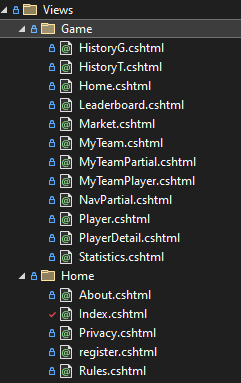 Views
Game
HistoryG.cshtml
HistoryT.cshtml
Home.cshtml
Leaderboard.cshtml
Market.cshtml
MyTeam.cshtml
MyTeamPartial.cshtml
MyTeamPlayer.cshtml
NavPartial.cshtml
Player.cshtml
PlayerDetail.cshtml
Statistics.cshtml
Home
About.cshtml
Index.cshtml
Privacy.cshtml
register.cshtml
Rules.cshtml